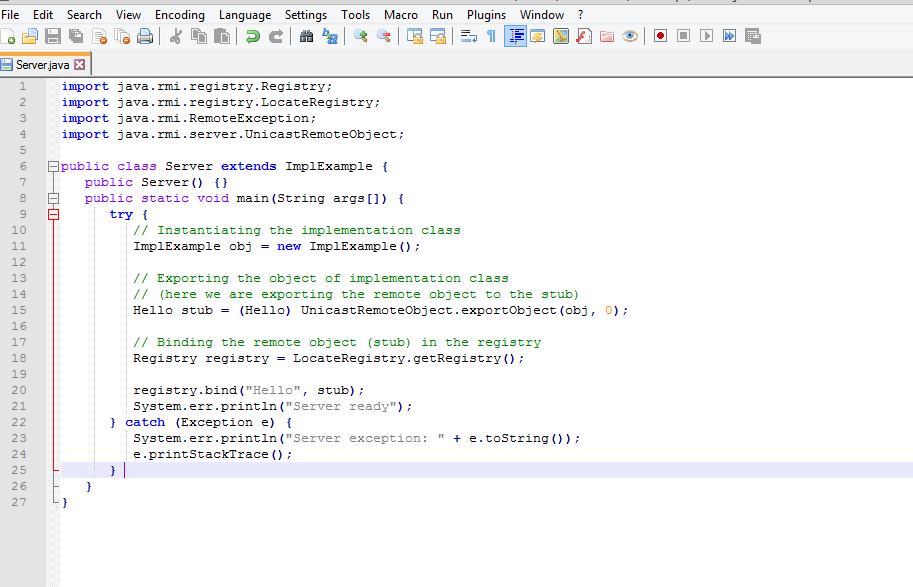 File Edit Search View Encoding Language Settings Tools Macro Run Plugins Window ?
Server.java
1 import java.rmi.registry.Registry;
2 import java.rmi.registry.LocateRegistry;
3 import java.rmi.RemoteException;
4 import java.rmi.server.UnicastRemoteObject;
5
6 public class Server extends ImplExample {
7 public Server() {}
8 public static void main(String args[]) {
9 try {
10 // Instantiating the implementation class
11 ImplExample obj = new ImplExample();
12
13 // Exporting the object of implementation class
14 // (here we are exporting the remote object to the stub)
15 Hello stub = (Hello) UnicastRemoteObject.exportObject(obj, 0);
16
17 // Binding the remote object (stub) in the registry
18 Registry registry = LocateRegistry.getRegistry();
19
20 registry.bind("Hello", stub);
21 System.err.println("Server ready");
22 } catch (Exception e) {
23 System.err.println("Server exception: " + e.toString());
24 e.printStackTrace();
25 }
26 }
27 }